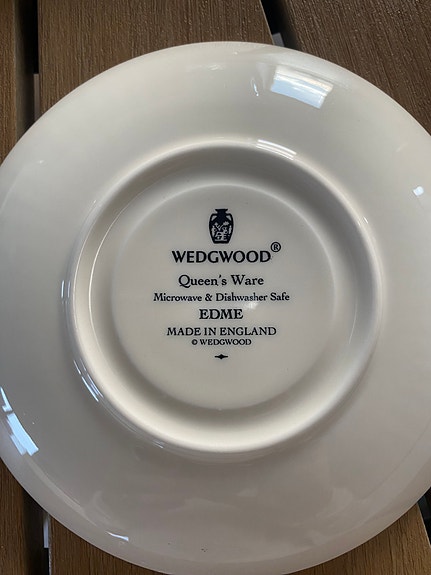 WEDGWOOD®
Queen's Ware
Microwave & Dishwasher Safe
EDME
MADE IN ENGLAND
© WEDGWOOD